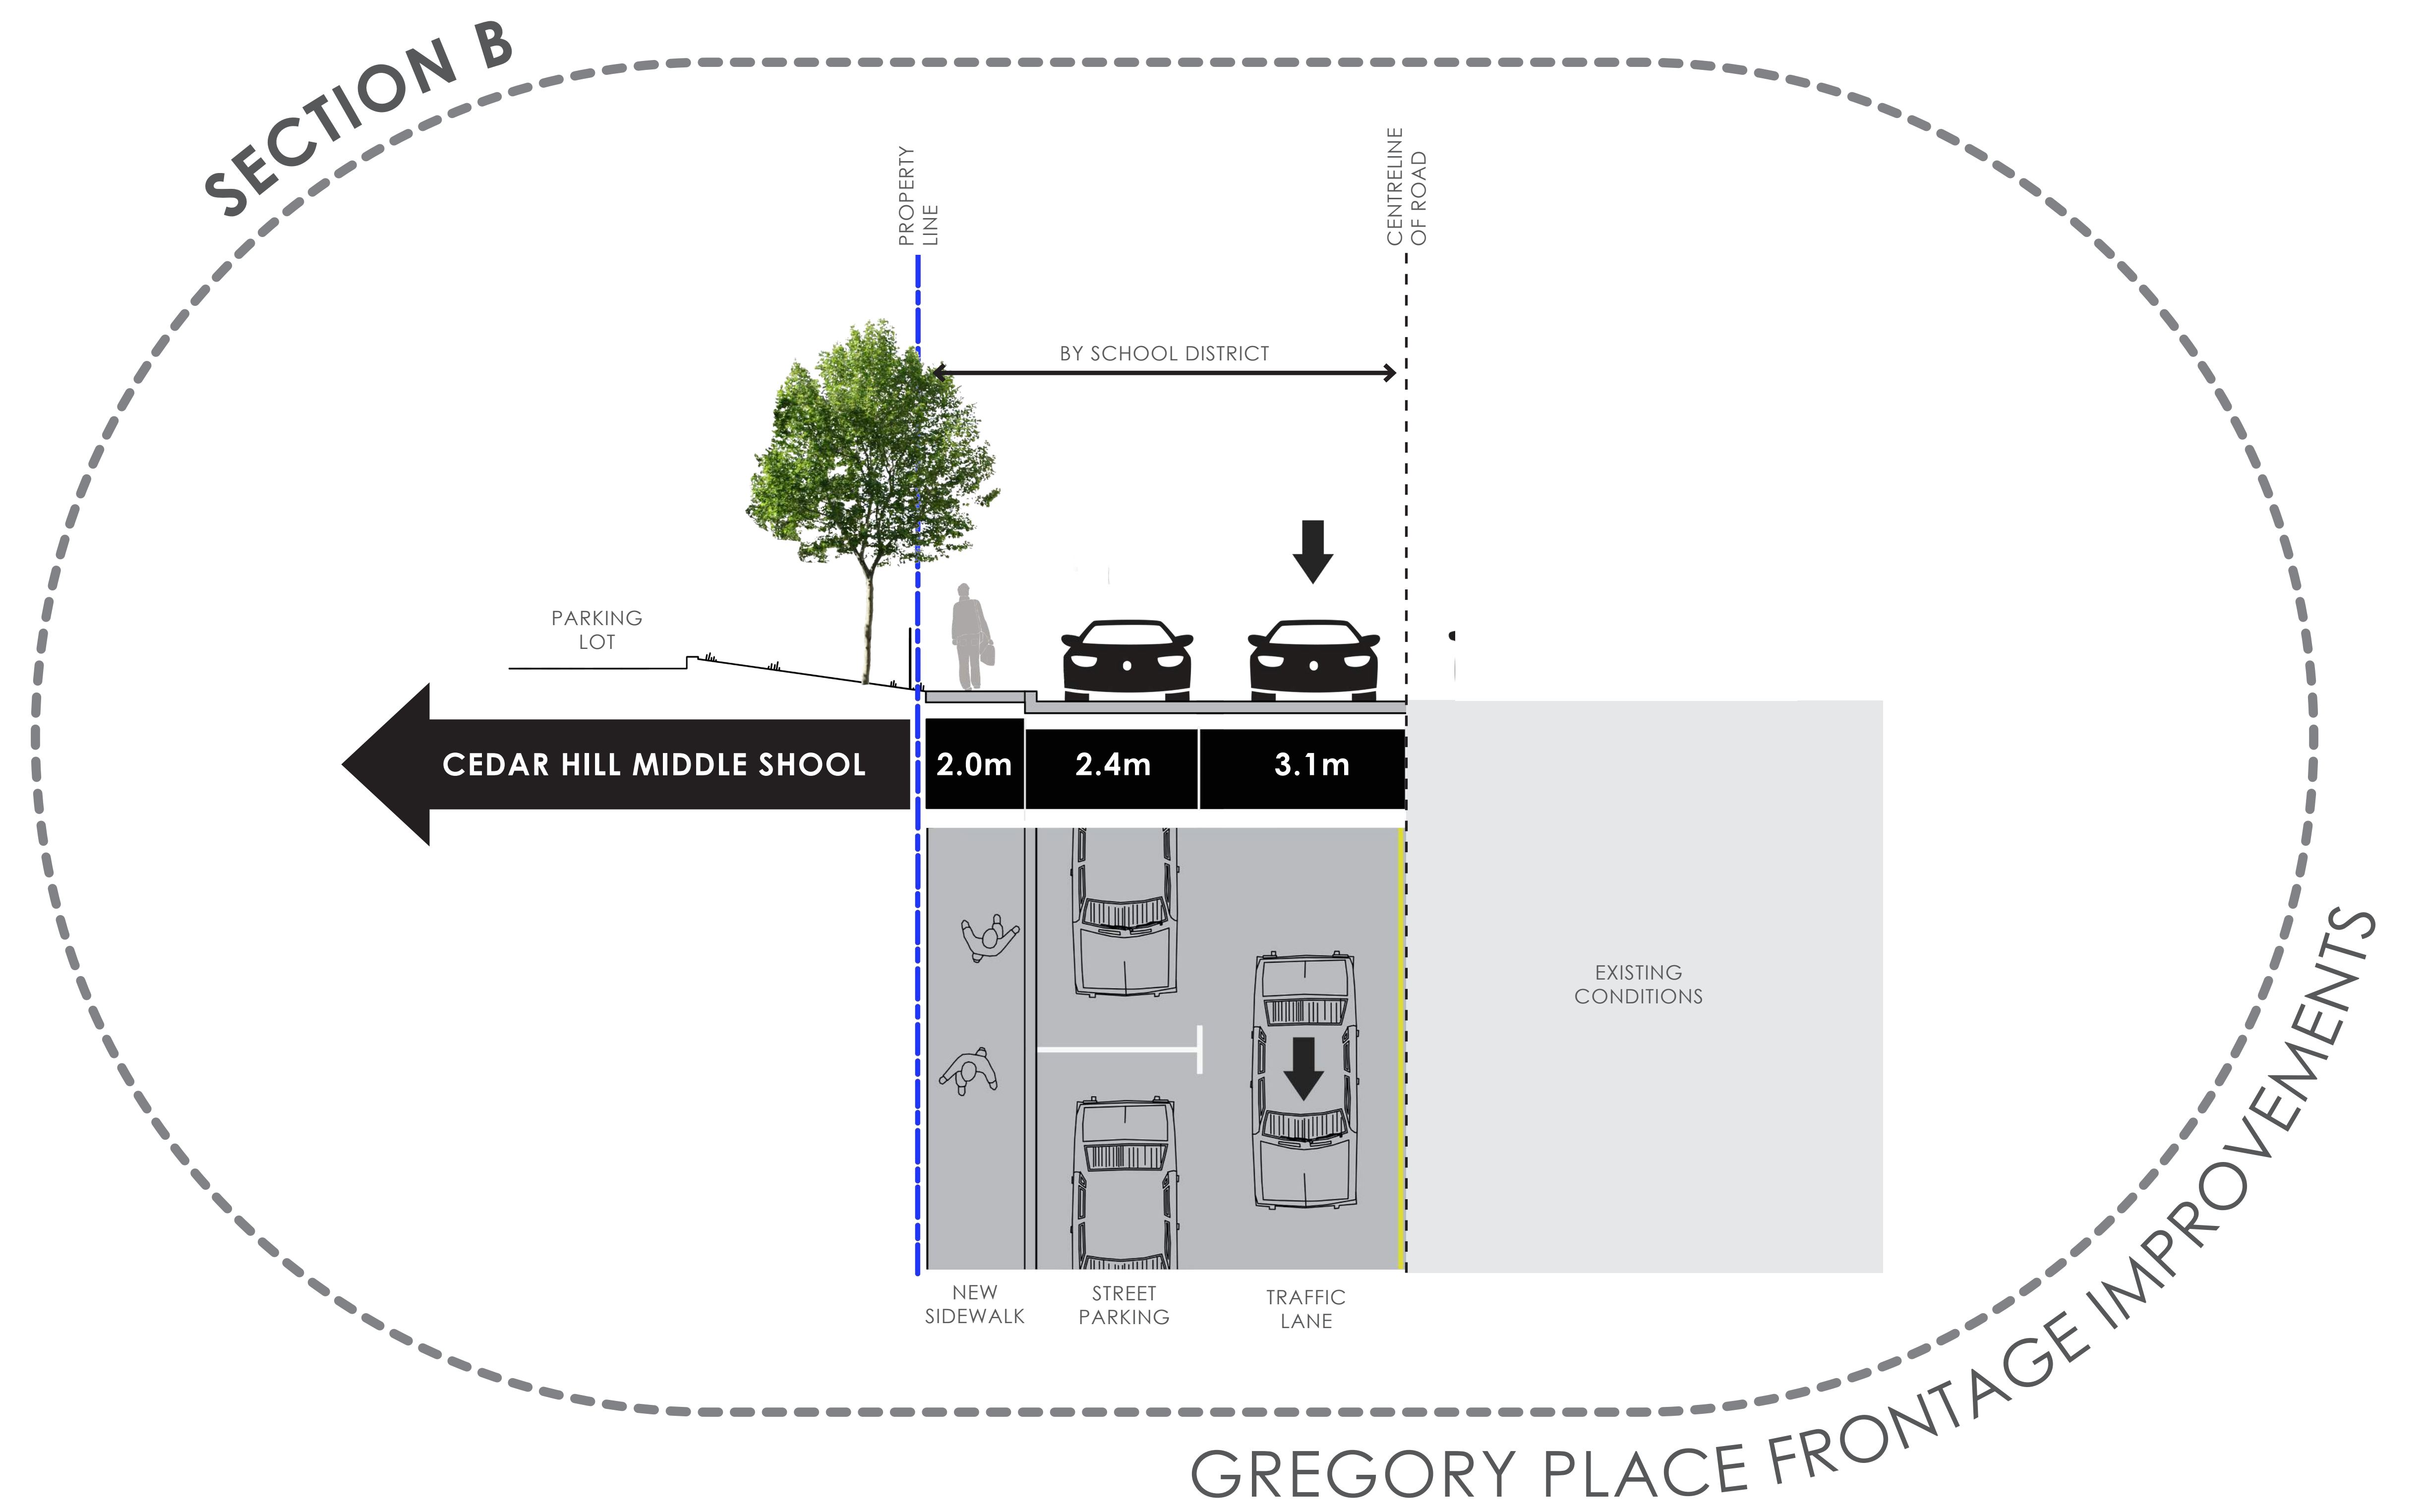 SECTION B
PROPERTY
LINE
CENTRELINE
OF ROAD
BY SCHOOL DISTRICT
PARKING
LOT
CEDAR HILL MIDDLE SHOOL
2.0m
2.4m
3.1m
EXISTING
CONDITIONS
NEW
SIDEWALK
STREET
PARKING
TRAFFIC
LANE
GREGORY PLACE FRONTAGE IMPROVEMENTS